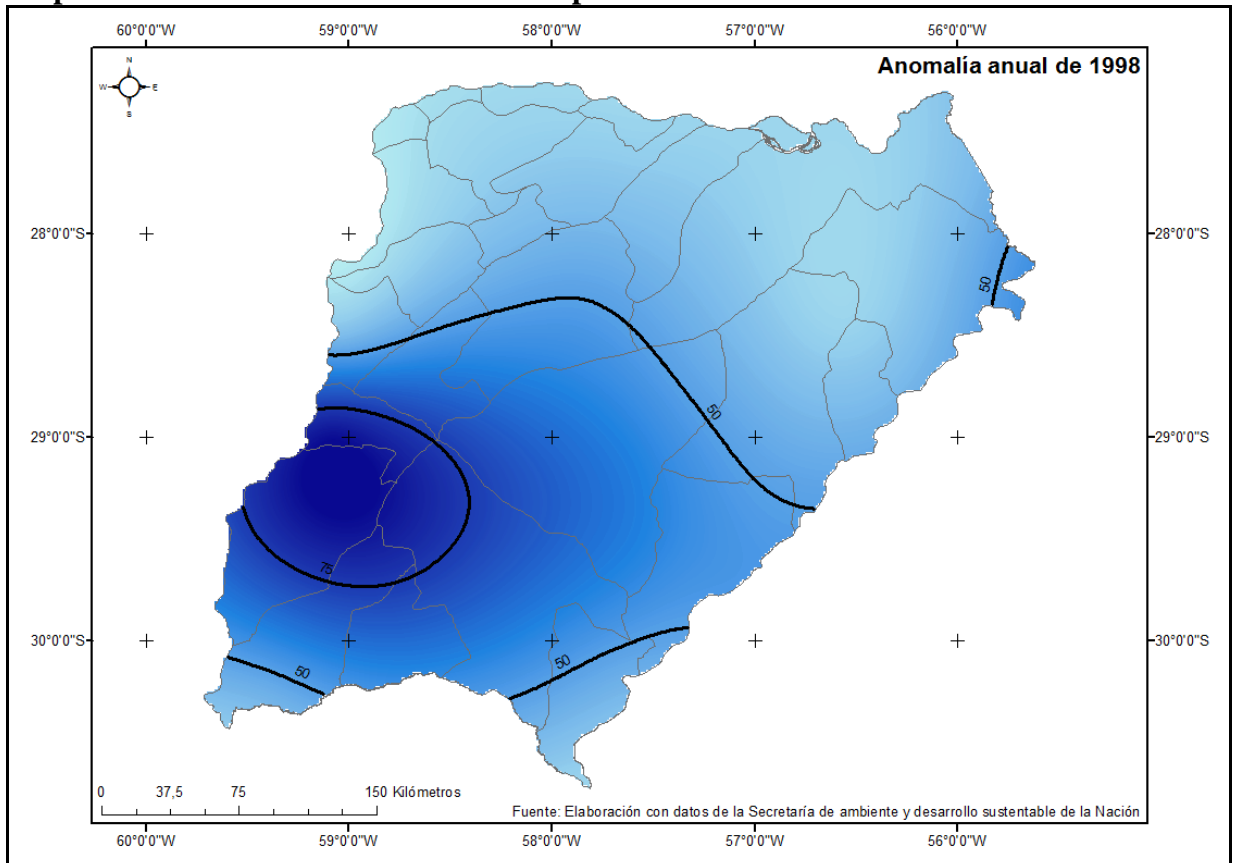 60°0'0"W 59°0'0"W 58°0'0"W 57°0'0"W 56°0'0"W
Anomalía anual de 1998
N
W E
S
28°0'0"S 28°0'0"S
50
50
29°0'0"S 29°0'0"S
75
30°0'0"S 30°0'0"S
50
50
0 37,5 75 150 Kilómetros
Fuente: Elaboración con datos de la Secretaría de ambiente y desarrollo sustentable de la Nación
60°0'0"W 59°0'0"W 58°0'0"W 57°0'0"W 56°0'0"W